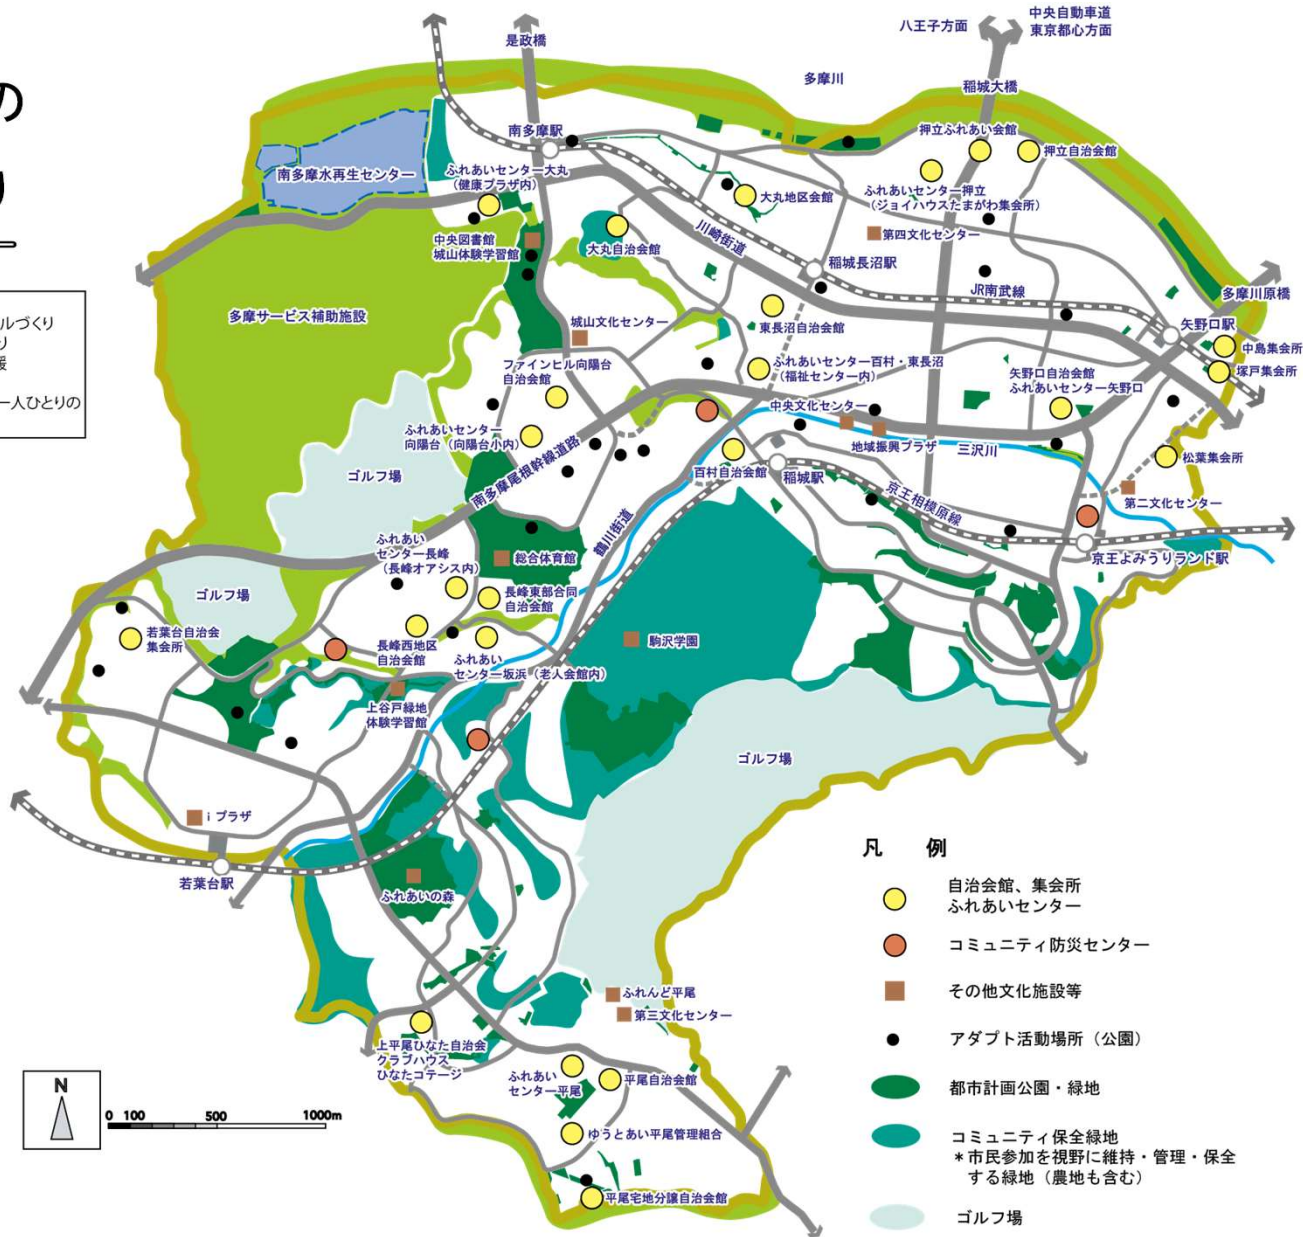 の
ルづくり
り
援
一人ひとりの
八王子方面
中央自動車道
東京都心方面
是政橋
多摩川
稲城大橋
南多摩駅
押立ふれあい会館
押立自治会館
南多摩水再生センター
ふれあいセンター大丸
(健康プラザ内)
大丸地区会館
ふれあいセンター押立
(ジョイハウスたまがわ集会所)
中央図書館
城山体験学習館
大丸自治会館
川崎街道
第四文化センター
稲城長沼駅
JR南武線
多摩川原橋
多摩サービス補助施設
城山文化センター
東長沼自治会館
矢野口駅
中島集会所
ファインヒル向陽台
自治会館
ふれあいセンター百村・東長沼
(福祉センター内)
矢野口自治会館
ふれあいセンター矢野口
塚戸集会所
中央文化センター
ふれあいセンター
向陽台(向陽台小内)
南多摩尾根幹線道路
地域振興プラザ
三沢川
松葉集会所
ゴルフ場
百村自治会館
稲城駅
京王相模原線
第二文化センター
鶴川街道
ふれあい
センター長峰
(長峰オアシス内)
総合体育館
京王よみうりランド駅
ゴルフ場
長峰東部合同
自治会館
若葉台自治会
集会所
長峰西地区
自治会館
ふれあい
センター坂浜(老人会館内)
駒沢学園
上谷戸緑地
体験学習館
ゴルフ場
i プラザ
若葉台駅
ふれあいの森
ふれんど平尾
第三文化センター
上平尾ひなた自治会
クラブハウス
ひなたコテージ
ふれあい
センター平尾
平尾自治会館
ゆうとあい平尾管理組合
平尾宅地分譲自治会館
N
0 100 500 1000m
凡 例
自治会館、集会所
ふれあいセンター
コミュニティ防災センター
その他文化施設等
アダプト活動場所(公園)
都市計画公園・緑地
コミュニティ保全緑地
*市民参加を視野に維持・管理・保全
する緑地(農地も含む)
ゴルフ場